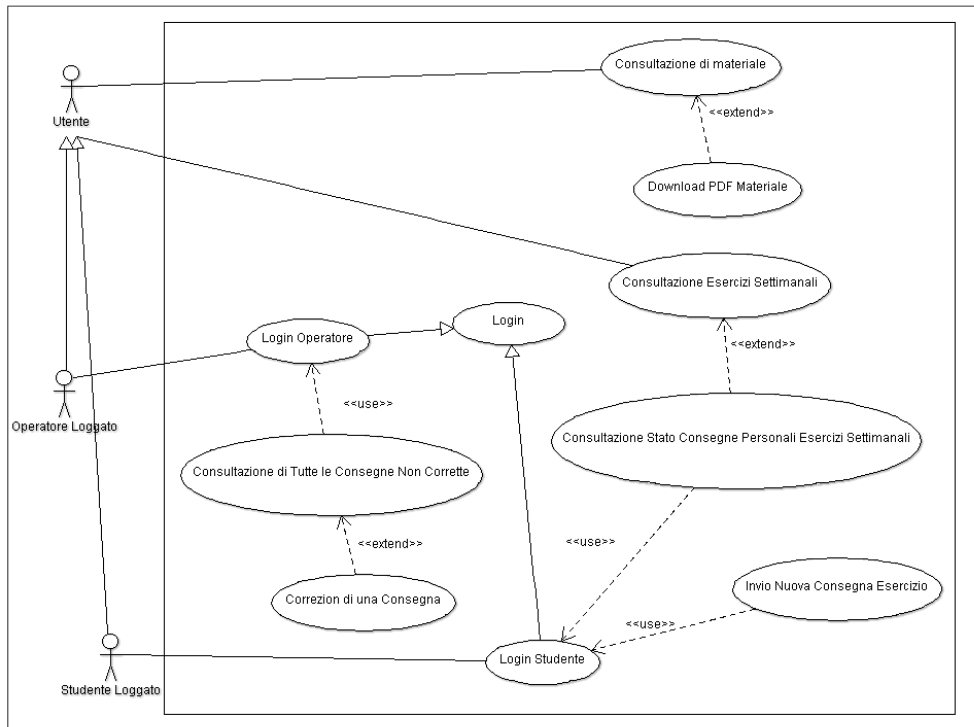 Consultazione di materiale
Utente
<<extend>>
Download PDF Materiale
Consultazione Esercizi Settimanali
Login
Login Operatore
<<extend>>
Operatore Loggato
<<use>>
Consultazione Stato Consegne Personali Esercizi Settimanali
Consultazione di Tutte le Consegne Non Corrette
<<extend>>
<<use>>
Invio Nuova Consegna Esercizio
Correzion di una Consegna
<<use>>
Login Studente
Studente Loggato